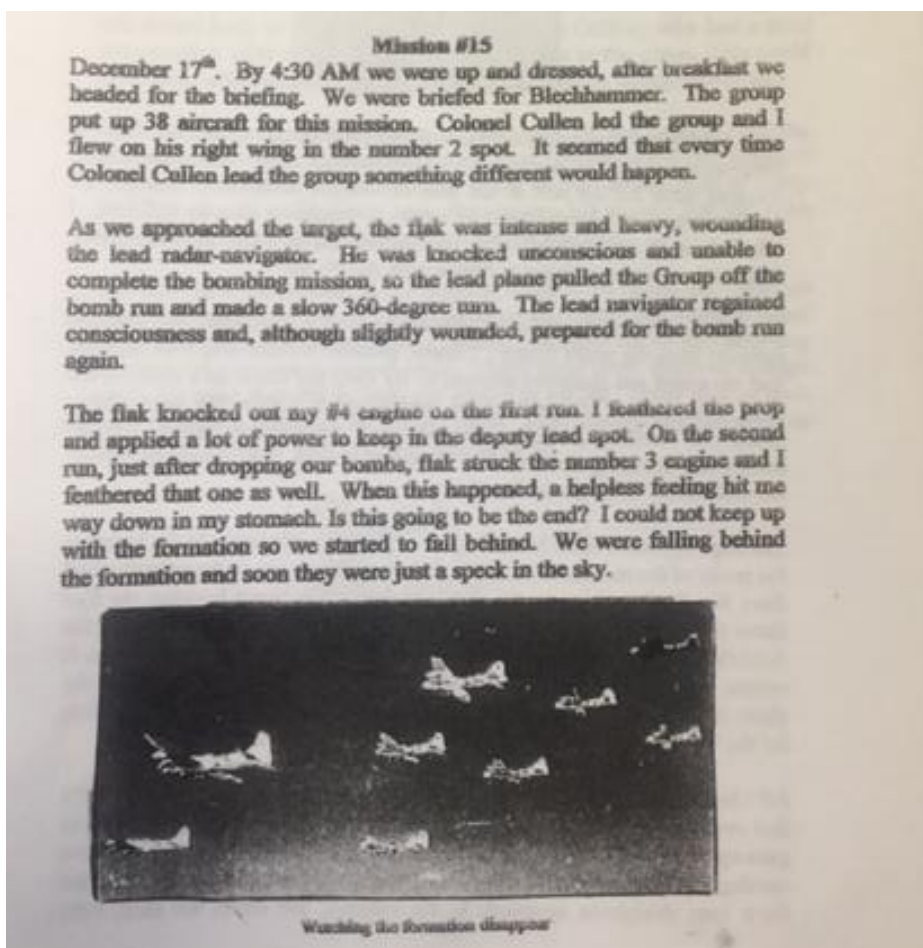 Mission #15
December 17th. By 4:30 AM we were up and dressed, after breakfast we
headed for the briefing. We were briefed for Blechhammer. The group
put up 38 aircraft for this mission. Colonel Cullen led the group and I
flew on his right wing in the number 2 spot. It seemed that every time
Colonel Cullen lead the group something different would happen.
As we approached the target, the flak was intense and heavy, wounding
the lead radar-navigator. He was knocked unconscious and unable to
complete the bombing mission, so the lead plane pulled the Group off the
bomb run and made a slow 360-degree turn. The lead navigator regained
consciousness and, although slightly wounded, prepared for the bomb run
again.
The flak knocked out my #4 engine on the first run. I feathered the prop
and applied a lot of power to keep in the deputy lead spot. On the second
run, just after dropping our bombs, flak struck the number 3 engine and I
feathered that one as well. When this happened, a helpless feeling hit me
way down in my stomach. Is this going to be the end? I could not keep up
with the formation so we started to fall behind. We were falling behind
the formation and soon they were just a speck in the sky.
Watching the formation disappear